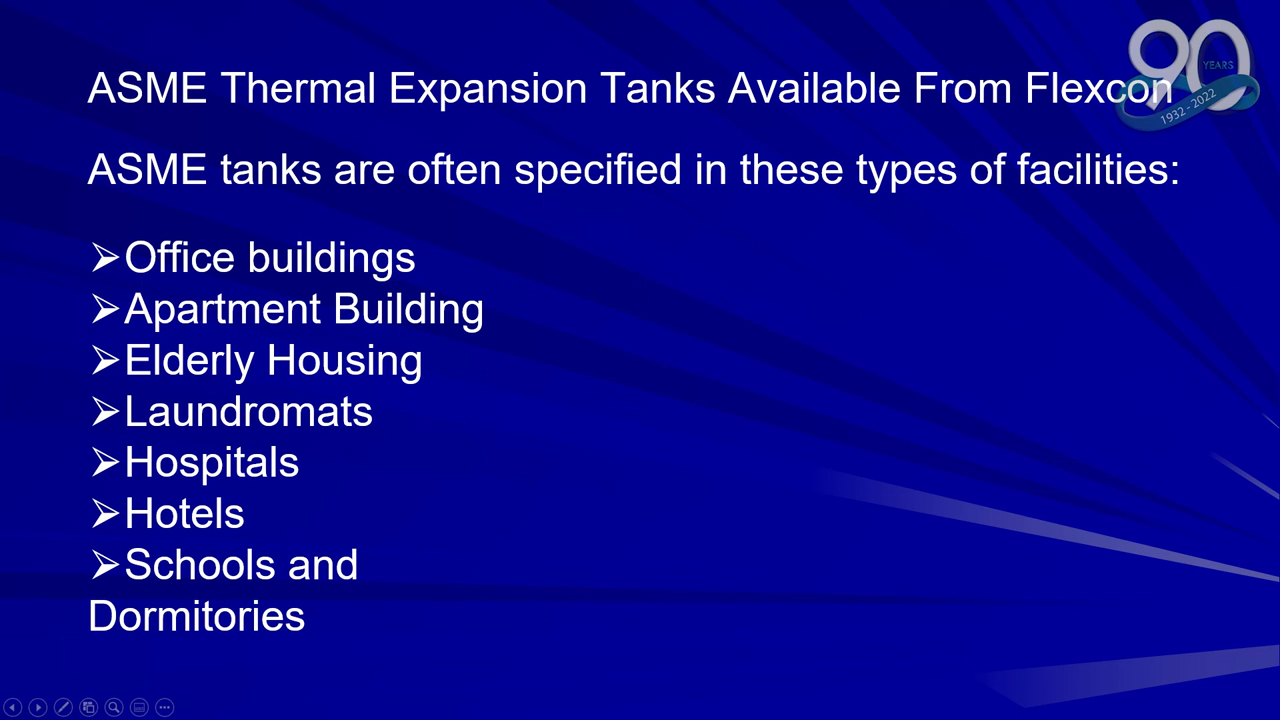 ASME Thermal Expansion Tanks Available From Flexcon
90
YEARS
1932 - 2022
ASME tanks are often specified in these types of facilities:
➢Office buildings
➢Apartment Building
➢Elderly Housing
➢Laundromats
➢Hospitals
➢Hotels
➢Schools and
Dormitories